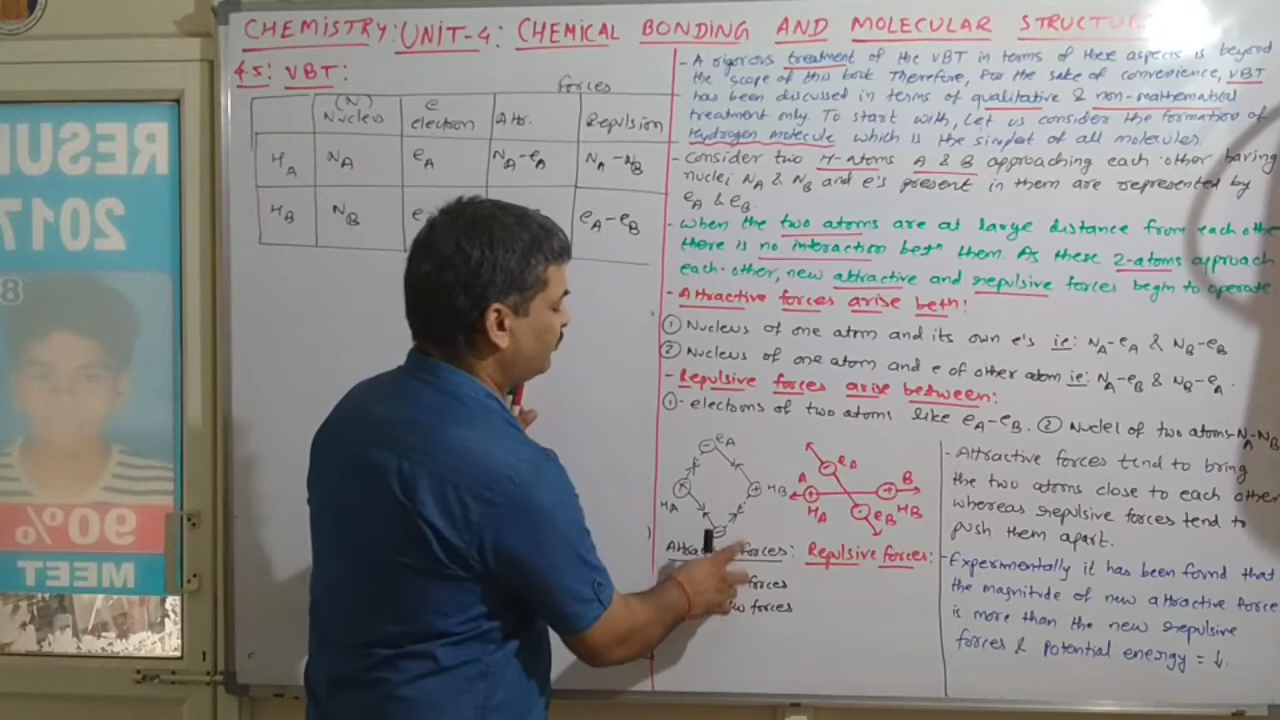 CHEMISTRY: UNIT-4: CHEMICAL BONDING AND MOLECULAR STRUCTU
4.5: VBT:
forces
(N) Nucleus e electron Attr. Repulsion
HA NA eA NA-eA NA-NB
HB NB e eA-eB
- A rigorous treatment of the VBT in terms of these aspects is beyond
the scope of this book. Therefore, for the sake of convenience, VBT
has been discussed in terms of qualitative & non-mathematical
treatment only. To start with, let us consider the formation of
Hydrogen molecule which is the simplest of all molecules.
- Consider two H-atoms A & B approaching each other having
nuclei NA & NB and e's present in them are represented by
eA & eB.
- when the two atoms are at large distance from each othe
there is no interaction betn them. As these 2-atoms approach
each-other, new attractive and repulsive forces begin to operate.
- Attractive forces arise betn:
① Nucleus of one atom and its own e's ie: NA-eA & NB-eB
② Nucleus of one atom and e of other atom ie: NA-eB & NB-eA.
- Repulsive forces arise between:
①- electrons of two atoms like eA-eB. ② Nuclei of two atoms-NA-NB
eA
HA
HB
eA
A
B
HA
eB
HB
Attrac forces: Repulsive forces:
forces
forces
- Attractive forces tend to bring
the two atoms close to each other
whereas repulsive forces tend to
push them apart.
- Experimentally it has been found that
the magnitude of new attractive force
is more than the new repulsive
forces & potential energy = ↓.
RESU
2017
8
90%
MEET